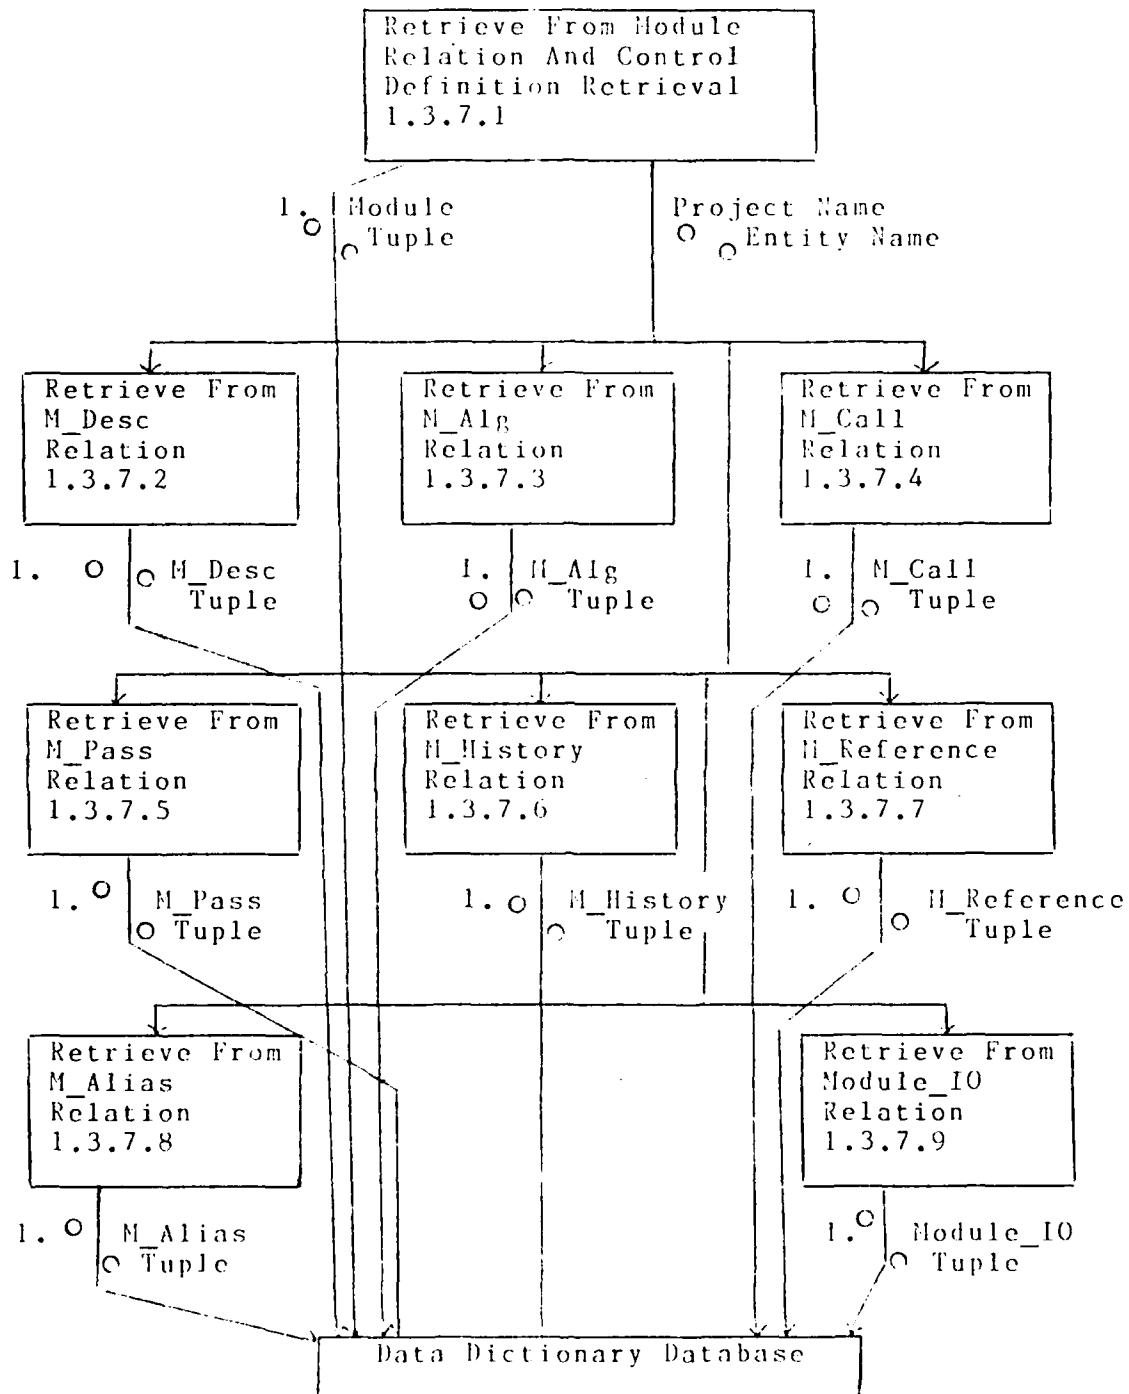 Retrieve From Module
Relation And Control
Definition Retrieval
1.3.7.1
1. Module
Tuple
Project Name
Entity Name
Retrieve From
M_Desc
Relation
1.3.7.2
Retrieve From
M_Alg
Relation
1.3.7.3
Retrieve From
M_Call
Relation
1.3.7.4
1. M_Desc
Tuple
1. M_Alg
Tuple
1. M_Call
Tuple
Retrieve From
M_Pass
Relation
1.3.7.5
Retrieve From
M_History
Relation
1.3.7.6
Retrieve From
M_Reference
Relation
1.3.7.7
1. M_Pass
Tuple
1. M_History
Tuple
1. M_Reference
Tuple
Retrieve From
M_Alias
Relation
1.3.7.8
Retrieve From
Module_IO
Relation
1.3.7.9
1. M_Alias
Tuple
1. Module_IO
Tuple
Data Dictionary Database